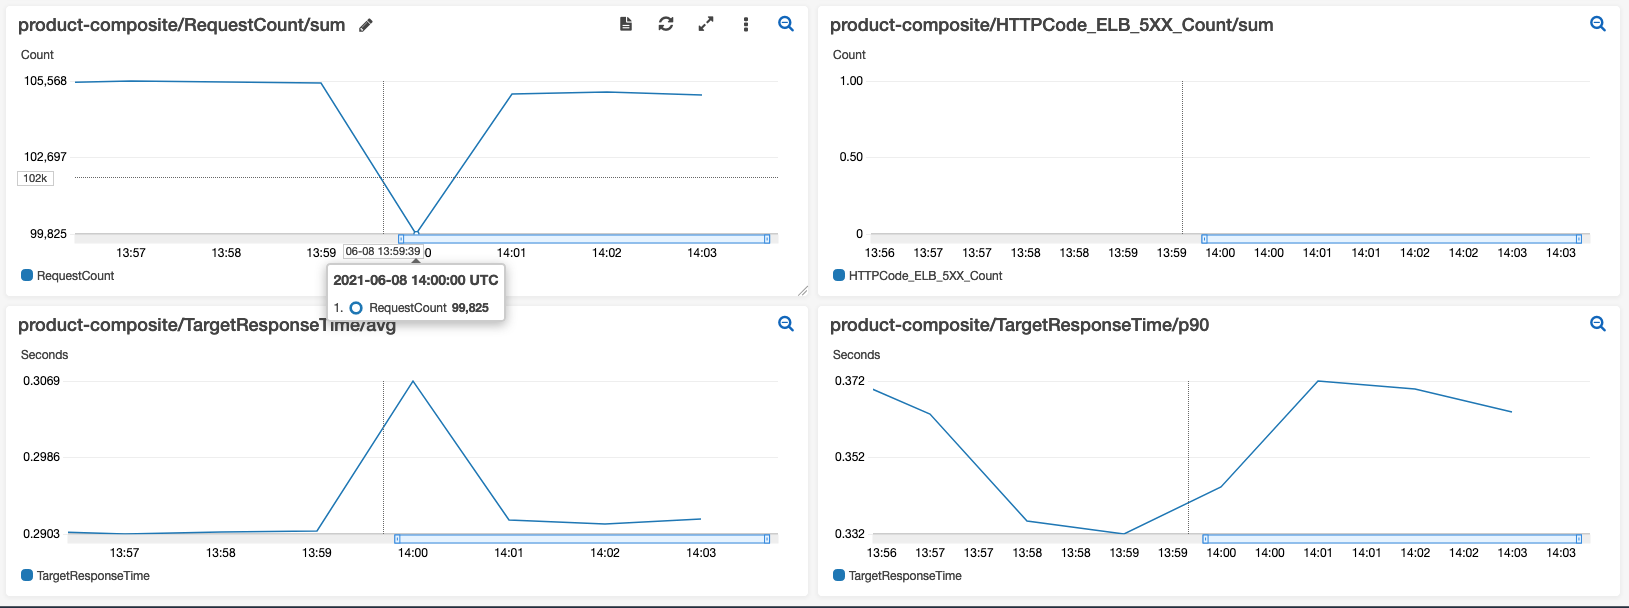 product-composite/RequestCount/sum
Count
105,568
102,697
102k
99,825
13:57 13:58 13:59 06-08 13:59:39 0 14:01 14:02 14:03
RequestCount
2021-06-08 14:00:00 UTC
1. RequestCount 99,825
product-composite/HTTPCode_ELB_5XX_Count/sum
Count
1.00
0.50
0
13:56 13:57 13:57 13:58 13:58 13:59 13:59 14:00 14:00 14:01 14:01 14:02 14:02 14:03 14:03
HTTPCode_ELB_5XX_Count
product-composite/TargetResponseTime/avg
Seconds
0.3069
0.2986
0.2903
13:57 13:58 13:59 14:00 14:01 14:02 14:03
TargetResponseTime
product-composite/TargetResponseTime/p90
Seconds
0.372
0.352
0.332
13:56 13:57 13:57 13:58 13:58 13:59 13:59 14:00 14:00 14:01 14:01 14:02 14:02 14:03 14:03
TargetResponseTime